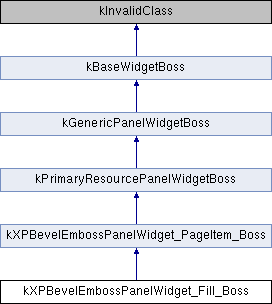 kInvalidClass
kBaseWidgetBoss
kGenericPanelWidgetBoss
kPrimaryResourcePanelWidgetBoss
kXPBevelEmbossPanelWidget_PageItem_Boss
kXPBevelEmbossPanelWidget_Fill_Boss